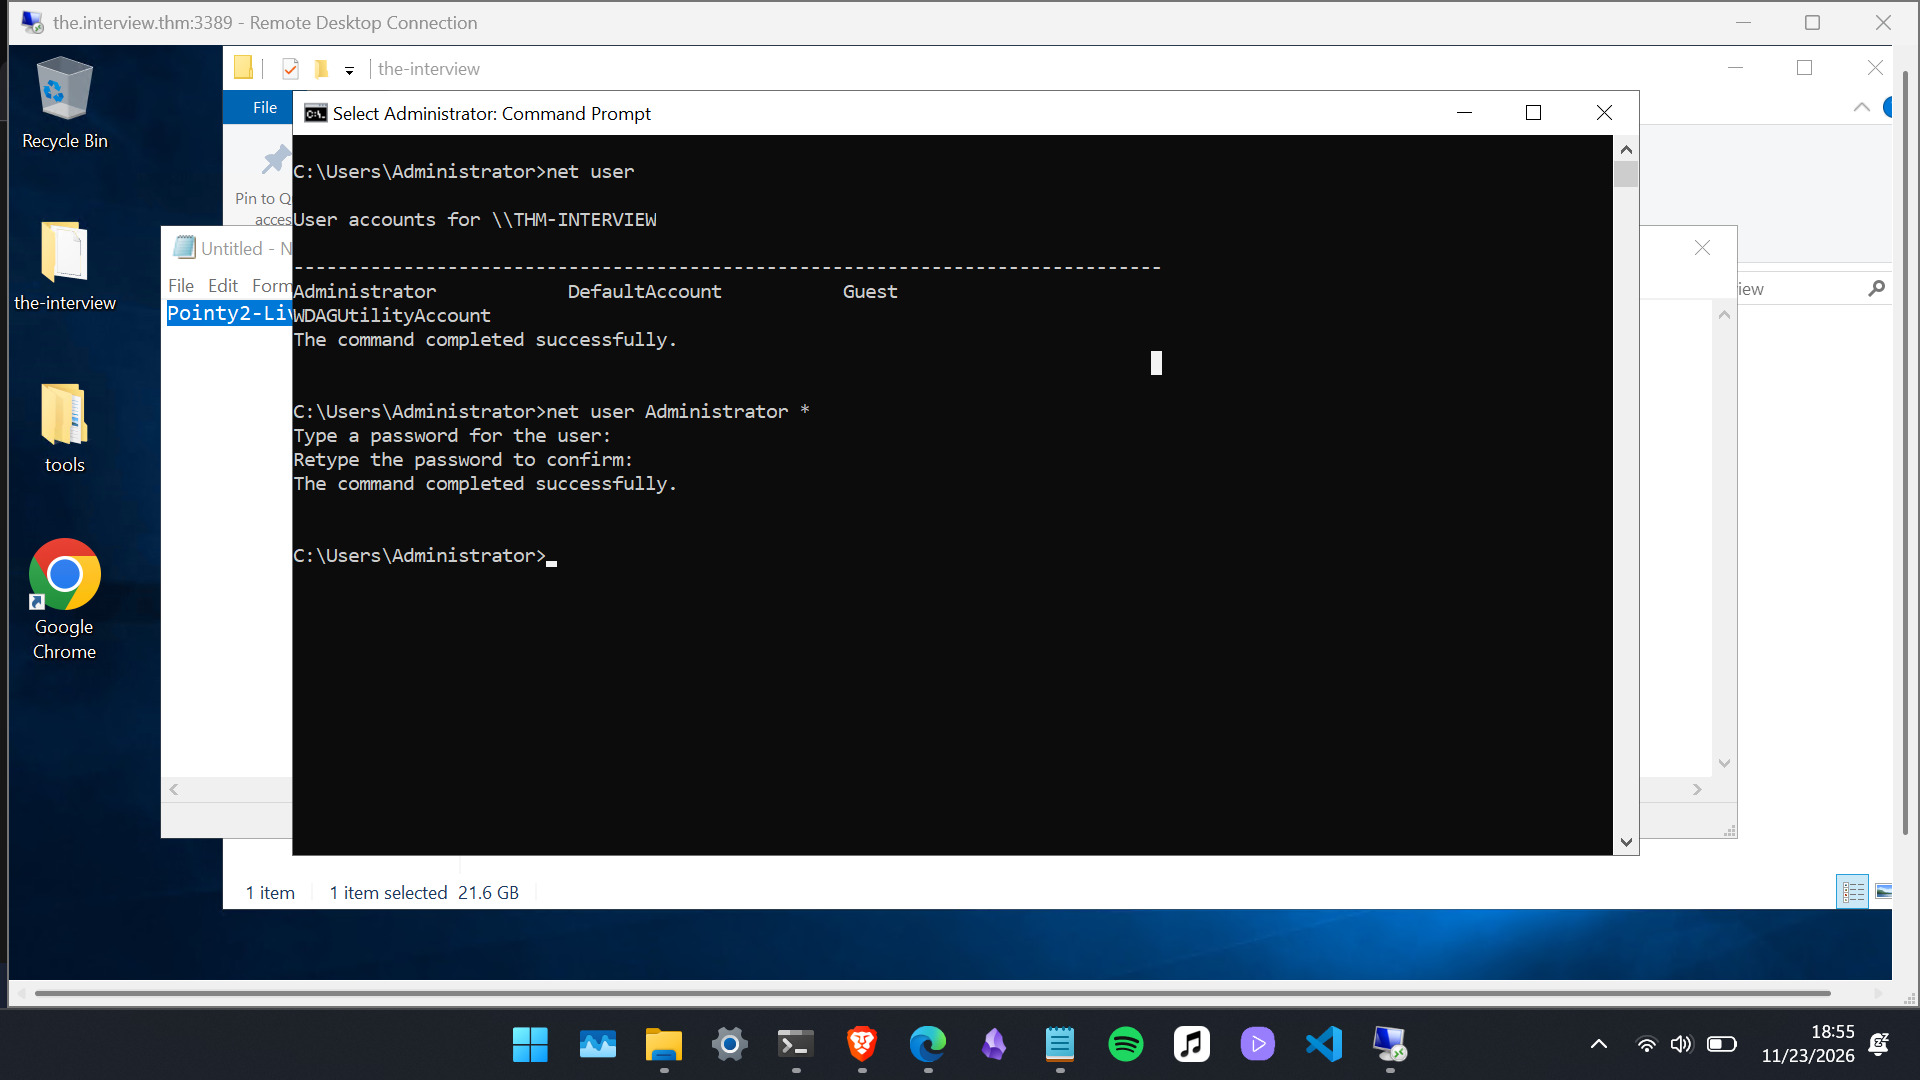 the.interview.thm:3389 - Remote Desktop Connection
the-interview
File
Select Administrator: Command Prompt
Recycle Bin
Pin to Q
acces
C:\Users\Administrator>net user
User accounts for \\THM-INTERVIEW
-------------------------------------------------------------------------------
Administrator DefaultAccount Guest
WDAGUtilityAccount
The command completed successfully.
C:\Users\Administrator>net user Administrator *
Type a password for the user:
Retype the password to confirm:
The command completed successfully.
C:\Users\Administrator>
Untitled - N
File Edit Form
Pointy2-Liv
iew
the-interview
tools
Google
Chrome
1 item 1 item selected 21.6 GB
18:55
11/23/2026